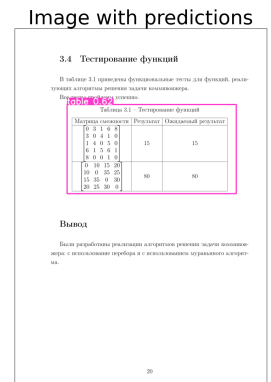 Image with predictions
3.4 Тестирование функций
В таблице 3.1 приведены функциональные тесты для функций, реали-
зующих алгоритмы решения задачи коммивояжера.
Все тесты пройдены успешно.
table 0.62
Таблица 3.1 – Тестирование функций
Матрица смежности Результат Ожидаемый результат
0 3 1 6 8
3 0 4 1 0
1 4 0 5 0
6 1 5 6 1
8 0 0 1 0
15 15
0 10 15 20
10 0 35 25
15 35 0 30
20 25 30 0
80 80
Вывод
Были разработаны реализации алгоритмов решения задачи коммивоя-
жера: с использование перебора и с использованием муравьиного алгорит-
ма.
20